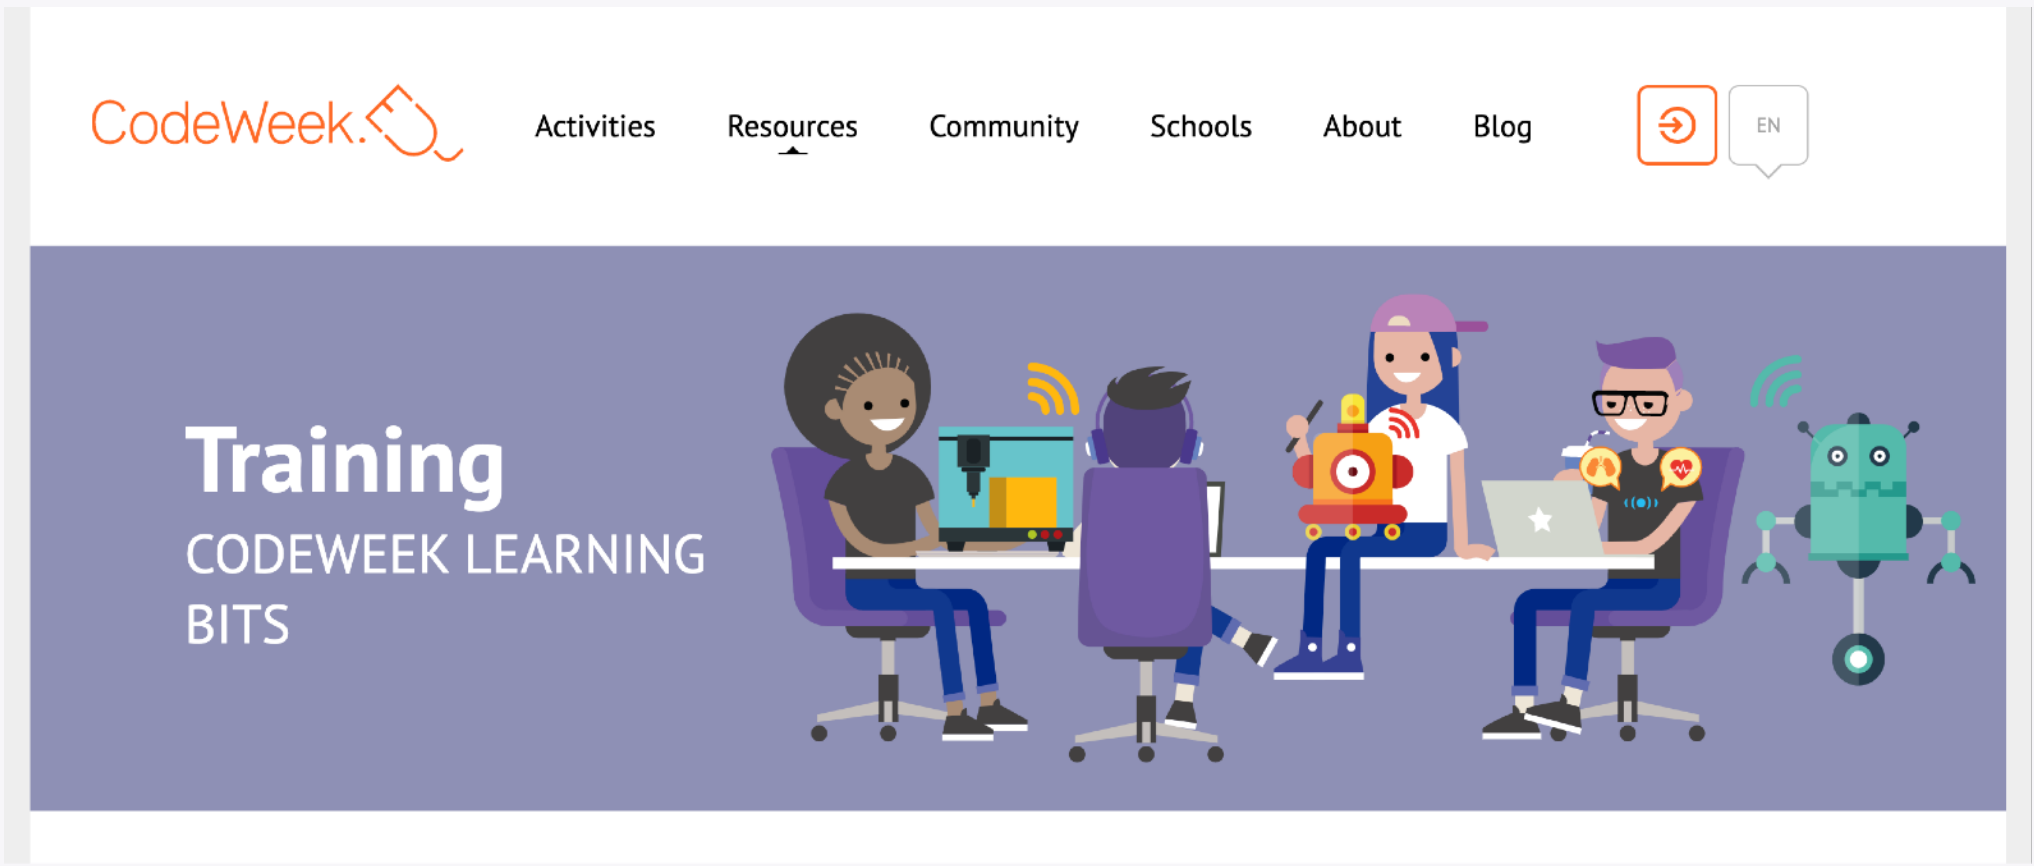 CodeWeek.
Activities Resources Community Schools About Blog EN
Training
CODEWEEK LEARNING
BITS